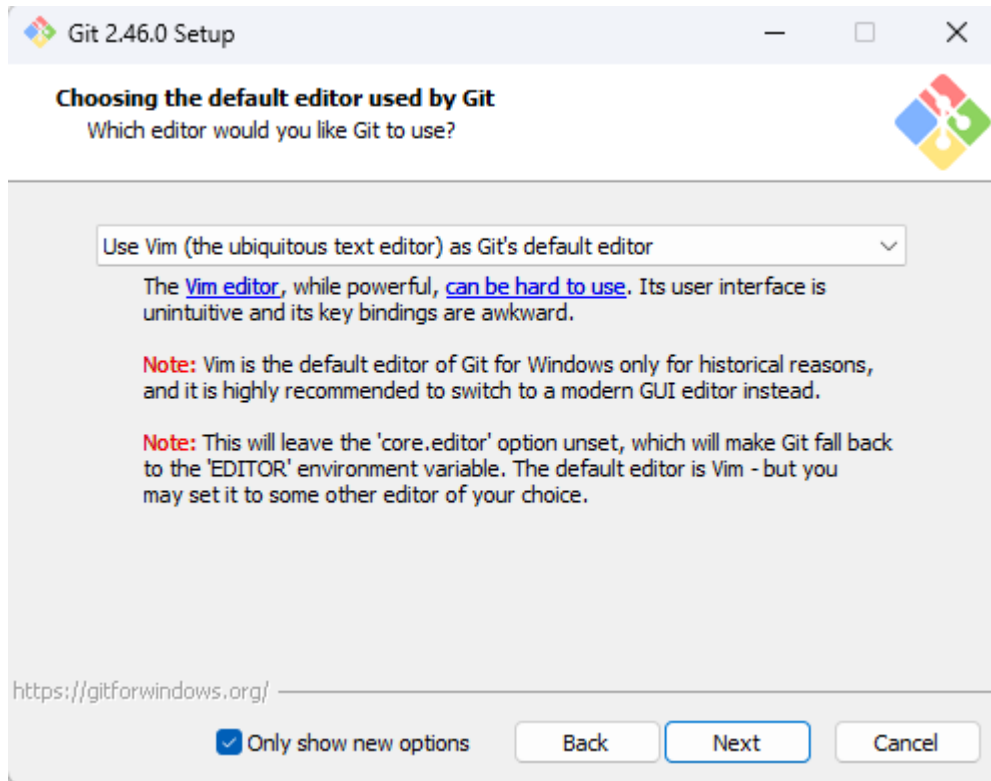 Git 2.46.0 Setup
Choosing the default editor used by Git
Which editor would you like Git to use?
Use Vim (the ubiquitous text editor) as Git's default editor
The Vim editor, while powerful, can be hard to use. Its user interface is
unintuitive and its key bindings are awkward.
Note: Vim is the default editor of Git for Windows only for historical reasons,
and it is highly recommended to switch to a modern GUI editor instead.
Note: This will leave the 'core.editor' option unset, which will make Git fall back
to the 'EDITOR' environment variable. The default editor is Vim - but you
may set it to some other editor of your choice.
https://gitforwindows.org/
Only show new options Back Next Cancel